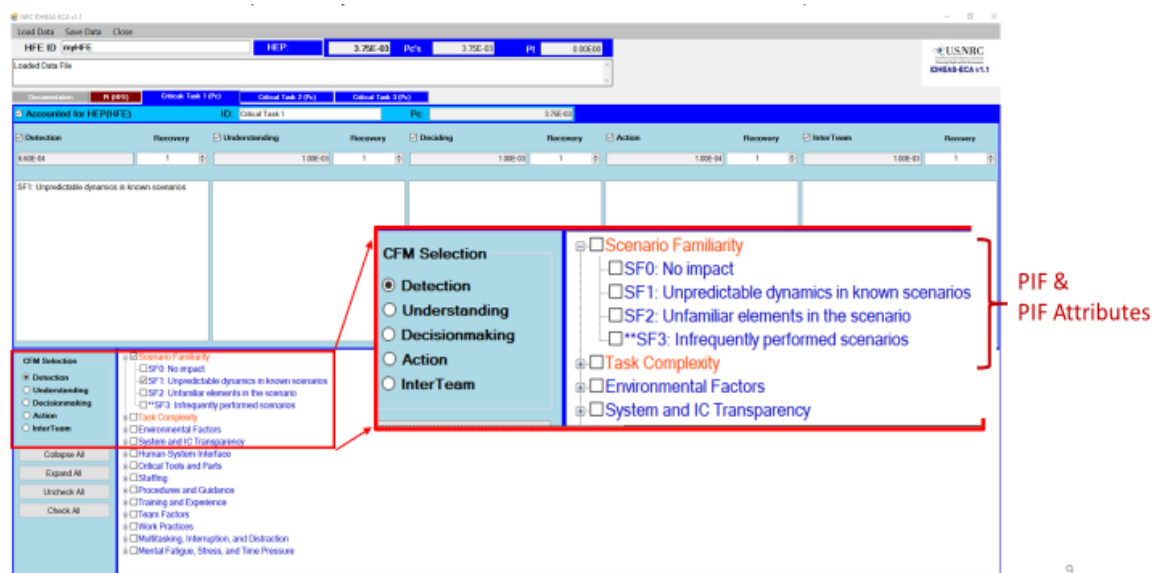 NRC IDHEAS-ECA v1.1
Load Data Save Data Close
HFE ID myHFE HEP: 3.75E-03 Pc's 3.75E-03 Pt 0.00E00
Loaded Data File
U.S.NRC
IDHEAS-ECA v1.1
Documentation Pt (HFE) Critical Task 1 (Pc) Critical Task 2 (Pc) Critical Task 3 (Pc)
Accounted for HEP(HFE) ID: Critical Task 1 Pc: 3.75E-03
Detection Recovery Understanding Recovery Deciding Recovery Action Recovery InterTeam Recovery
6.60E-04 1 1.00E-03 1 1.00E-03 1 1.00E-04 1 1.00E-03 1
SF1: Unpredictable dynamics in known scenarios
CFM Selection
Detection
Understanding
Decisionmaking
Action
InterTeam
Scenario Familiarity
SF0: No impact
SF1: Unpredictable dynamics in known scenarios
SF2: Unfamiliar elements in the scenario
**SF3: Infrequently performed scenarios
Task Complexity
Environmental Factors
System and IC Transparency
PIF &
PIF Attributes
CFM Selection
Detection
Understanding
Decisionmaking
Action
InterTeam
Collapse All
Expand All
Uncheck All
Check All
Scenario Familiarity
SF0: No impact
SF1: Unpredictable dynamics in known scenarios
SF2: Unfamiliar elements in the scenario
**SF3: Infrequently performed scenarios
Task Complexity
Environmental Factors
System and IC Transparency
Human-System Interface
Critical Tools and Parts
Staffing
Procedures and Guidance
Training and Experience
Team Factors
Work Practices
Multitasking, Interruption, and Distraction
Mental Fatigue, Stress, and Time Pressure
9